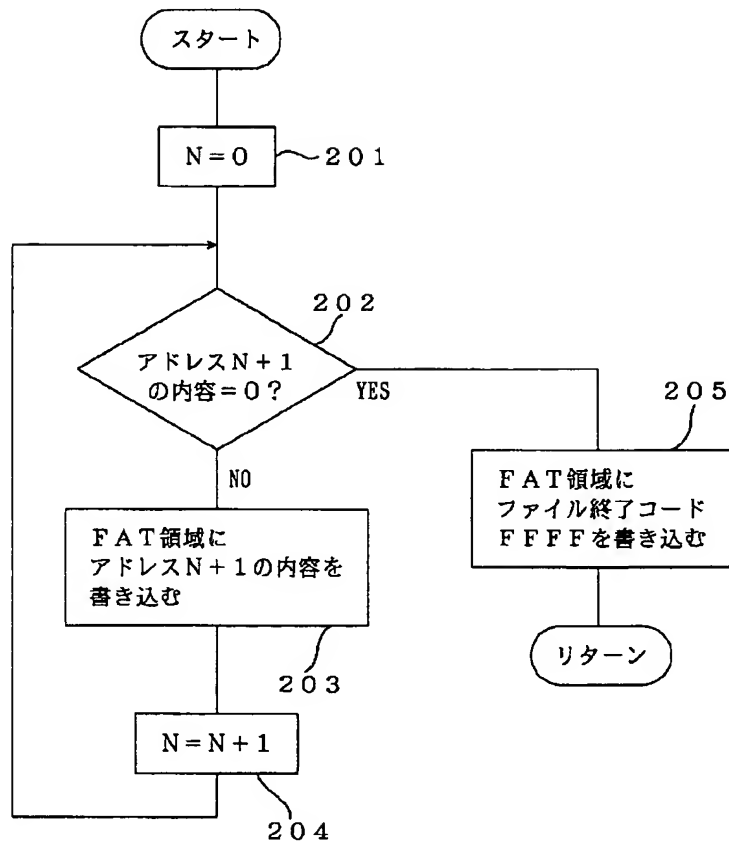 スタート
N=0
201
202
アドレスN+1
の内容=0?
YES
NO
205
FAT領域に
ファイル終了コード
FFFFを書き込む
FAT領域に
アドレスN+1の内容を
書き込む
203
リターン
N=N+1
204